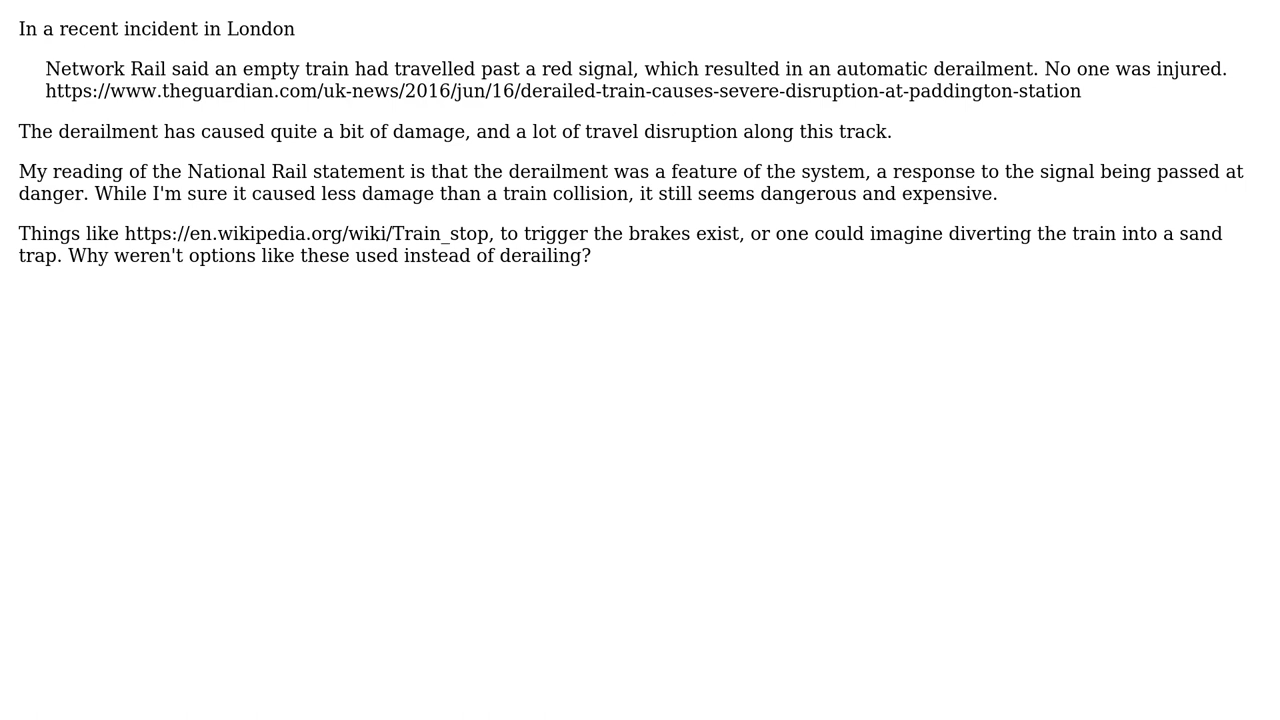 In a recent incident in London
Network Rail said an empty train had travelled past a red signal, which resulted in an automatic derailment. No one was injured.
https://www.theguardian.com/uk-news/2016/jun/16/derailed-train-causes-severe-disruption-at-paddington-station
The derailment has caused quite a bit of damage, and a lot of travel disruption along this track.
My reading of the National Rail statement is that the derailment was a feature of the system, a response to the signal being passed at
danger. While I'm sure it caused less damage than a train collision, it still seems dangerous and expensive.
Things like https://en.wikipedia.org/wiki/Train_stop, to trigger the brakes exist, or one could imagine diverting the train into a sand
trap. Why weren't options like these used instead of derailing?